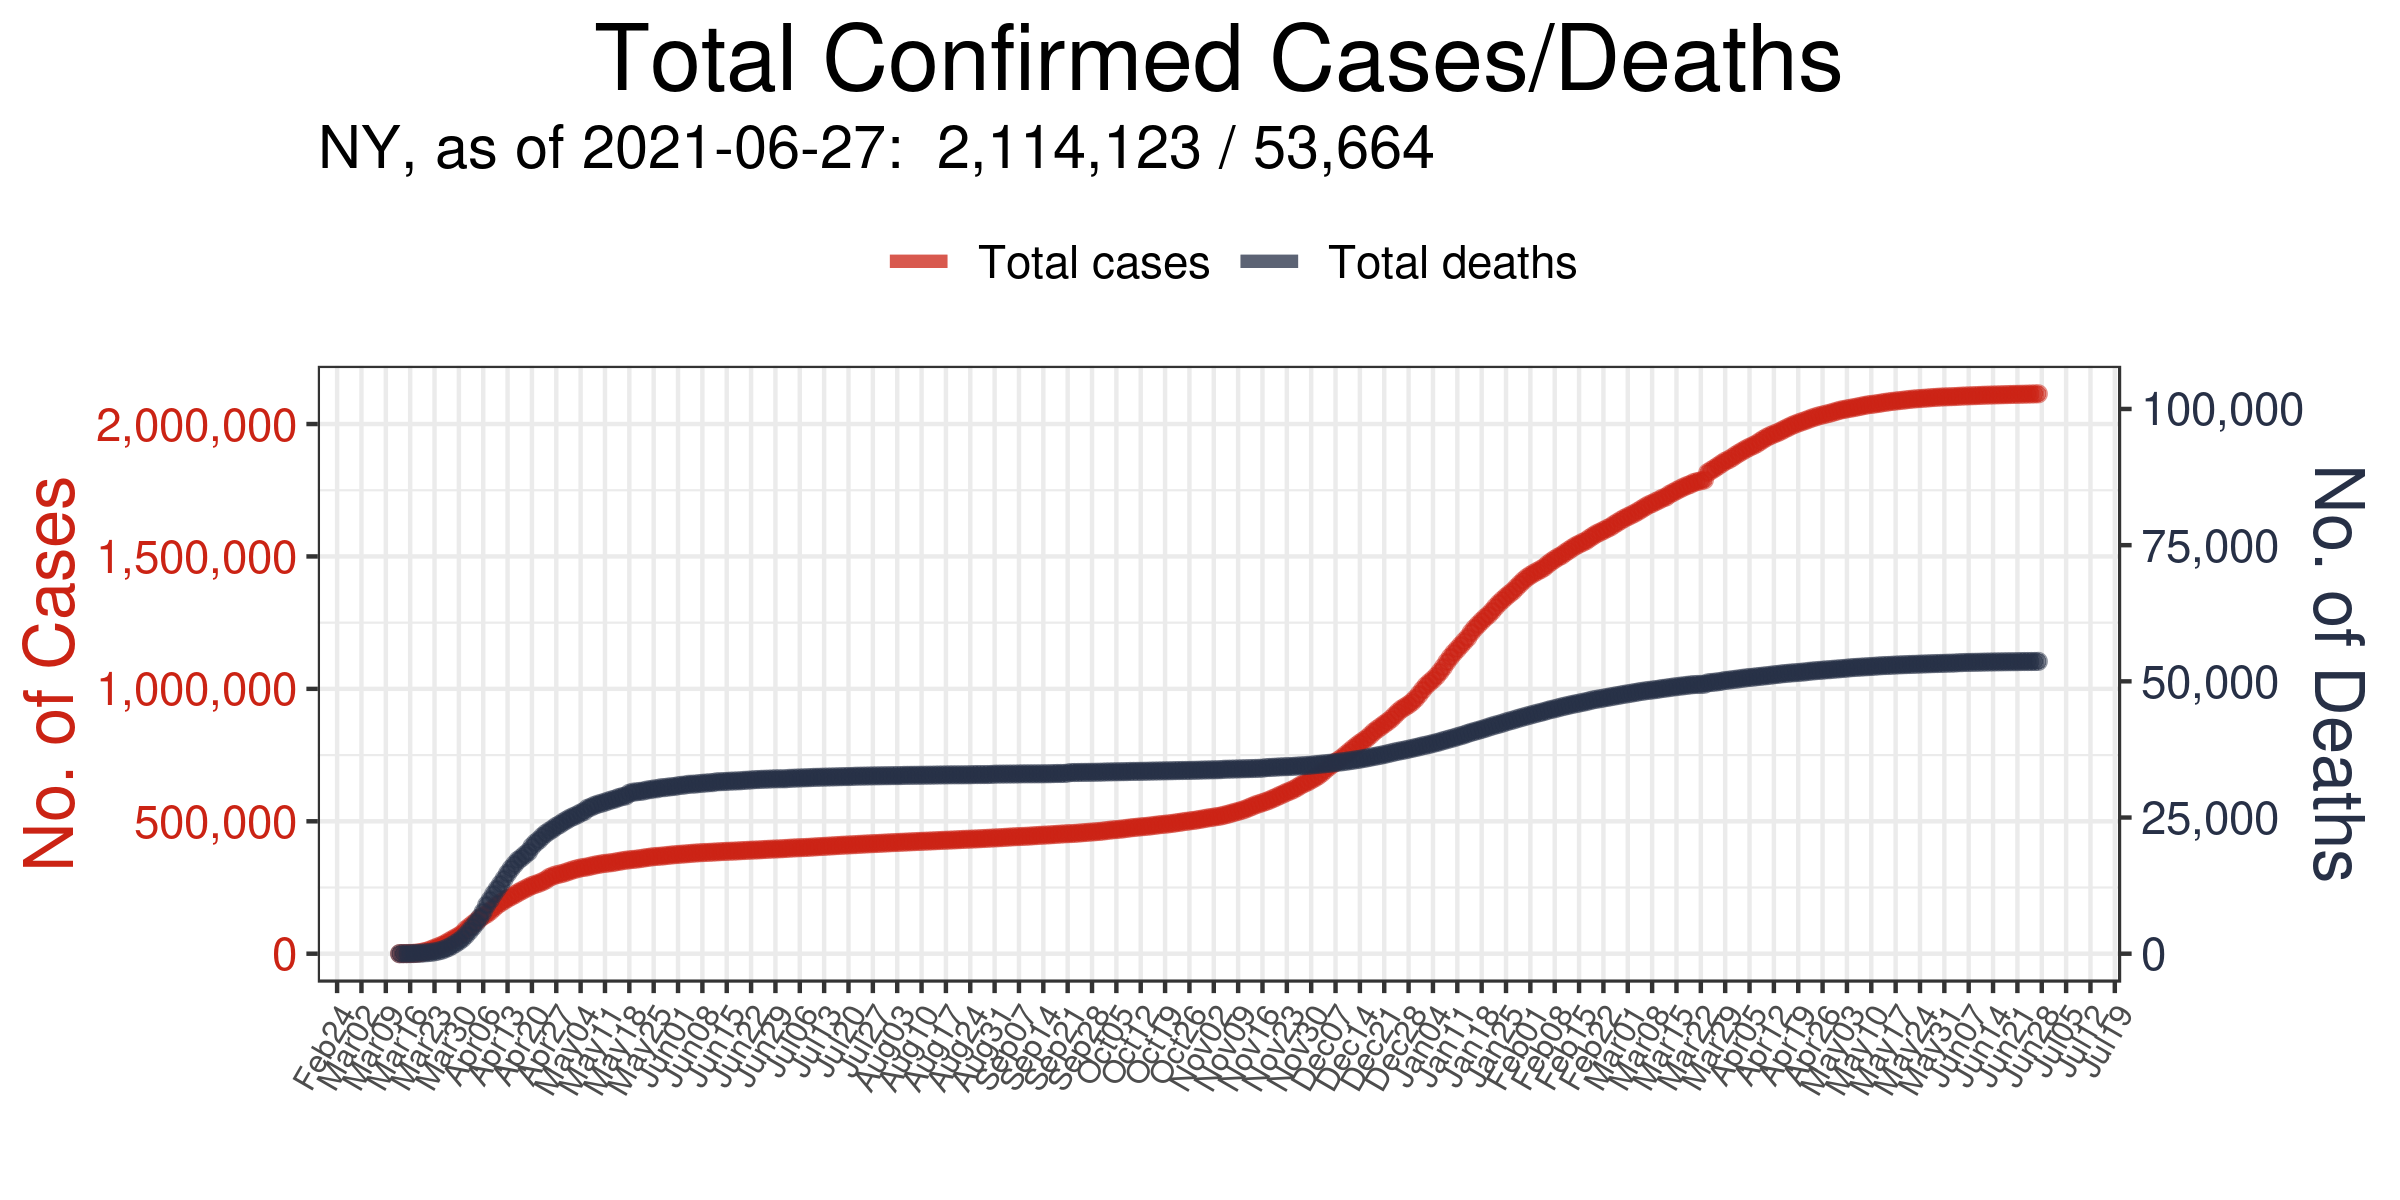 Total Confirmed Cases/Deaths
NY, as of 2021-06-27:  2,114,123 / 53,664
Total cases
Total deaths
No. of Cases
2,000,000
1,500,000
1,000,000
500,000
0
100,000
75,000
50,000
25,000
0
No. of Deaths
Feb24
Mar02
Mar09
Mar16
Mar23
Mar30
Apr06
Apr13
Apr20
Apr27
May04
May11
May18
May25
Jun01
Jun08
Jun15
Jun22
Jun29
Jul06
Jul13
Jul20
Jul27
Aug03
Aug10
Aug17
Aug24
Aug31
Sep07
Sep14
Sep21
Sep28
Oct05
Oct12
Oct19
Oct26
Nov02
Nov09
Nov16
Nov23
Nov30
Dec07
Dec14
Dec21
Dec28
Jan04
Jan11
Jan18
Jan25
Feb01
Feb08
Feb15
Feb22
Mar01
Mar08
Mar15
Mar22
Mar29
Apr05
Apr12
Apr19
Apr26
May03
May10
May17
May24
May31
Jun07
Jun14
Jun21
Jun28
Jul05
Jul12
Jul19